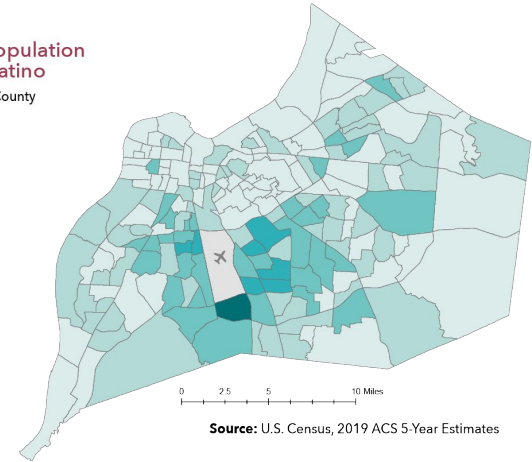 opulation
atino
County
0 2.5 5 10 Miles
Source: U.S. Census, 2019 ACS 5-Year Estimates